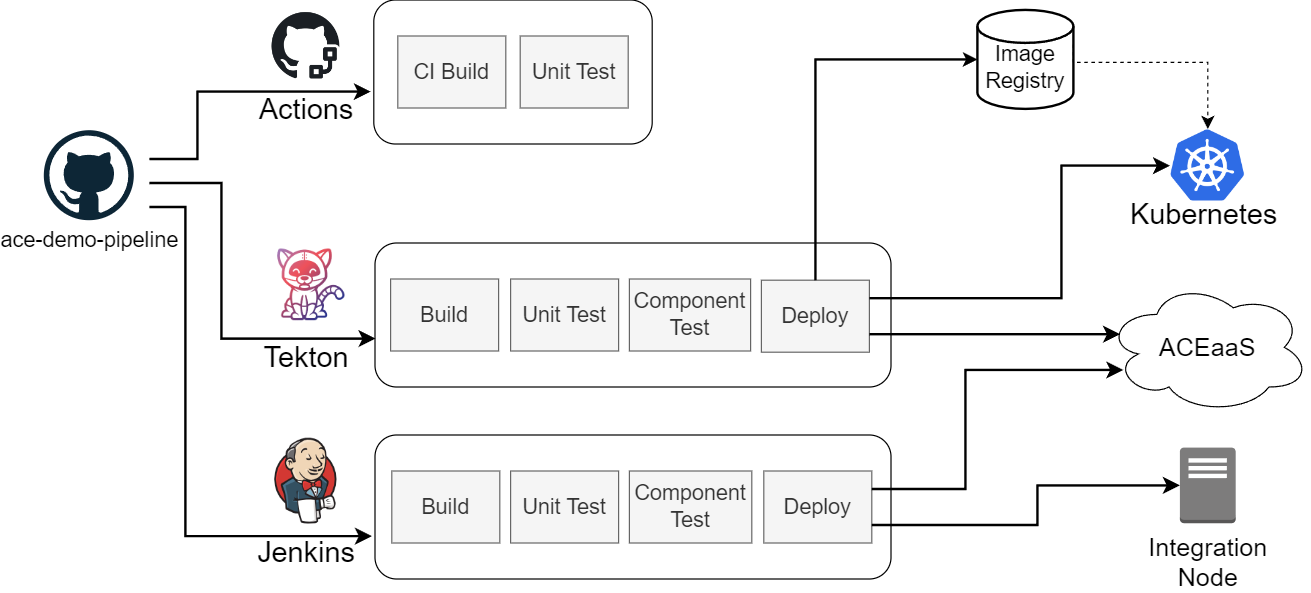 Actions
CI Build
Unit Test
Image
Registry
Kubernetes
ace-demo-pipeline
Tekton
Build
Unit Test
Component
Test
Deploy
ACEaaS
Jenkins
Build
Unit Test
Component
Test
Deploy
Integration
Node